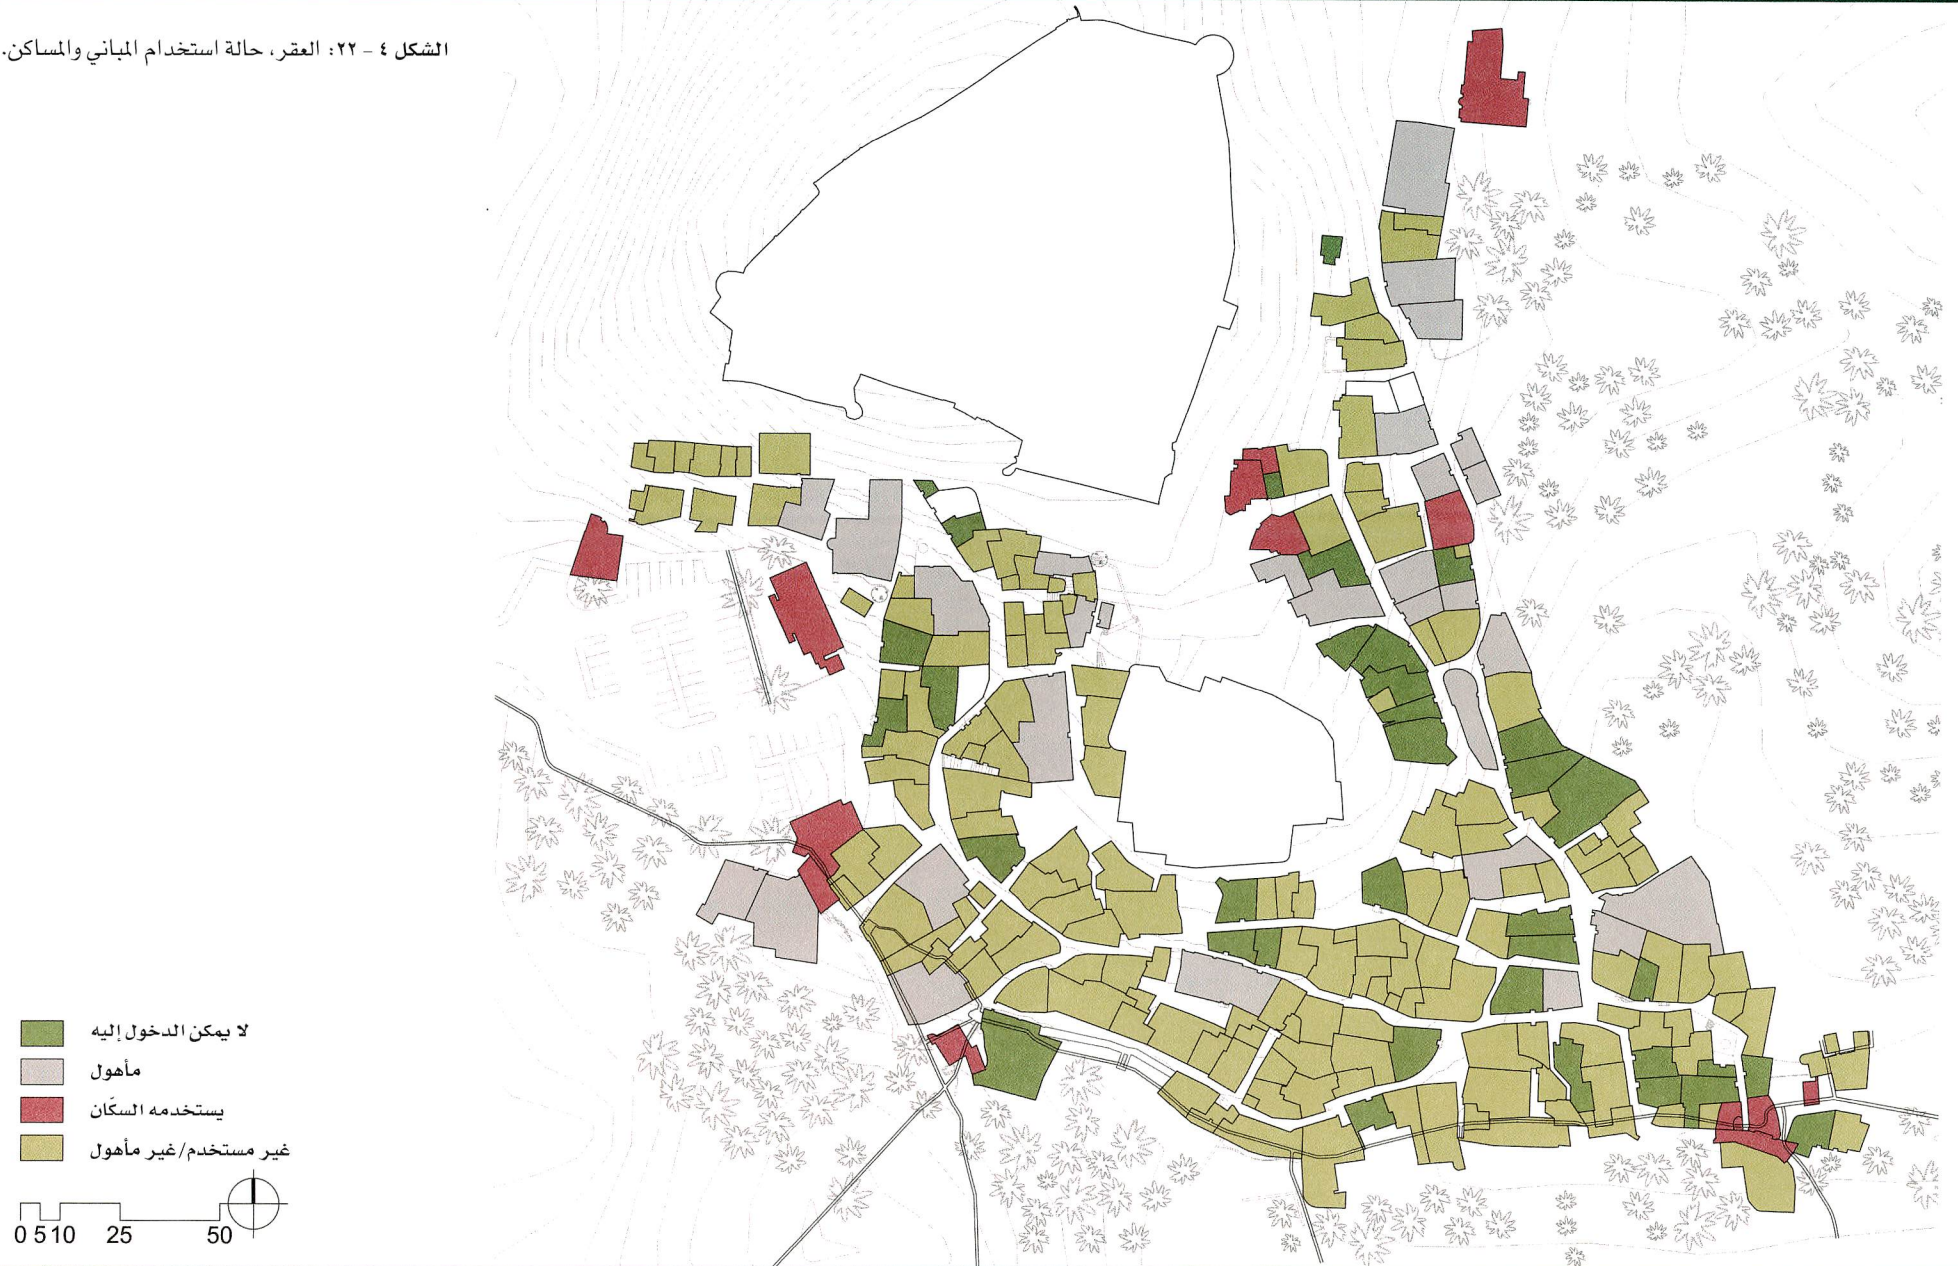 الشكل ٤ - ٢٢: العقر، حالة استخدام المباني والمساكن.
لا يمكن الدخول إليه
مأهول
يستخدمه السكّان
غير مستخدم/غير مأهول
0 5 10 25 50